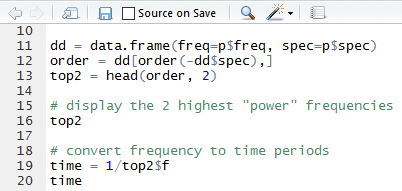 Source on Save
10
11 dd = data.frame(freq=p$freq, spec=p$spec)
12 order = dd[order(-dd$spec),]
13 top2 = head(order, 2)
14
15 # display the 2 highest "power" frequencies
16 top2
17
18 # convert frequency to time periods
19 time = 1/top2$f
20 time